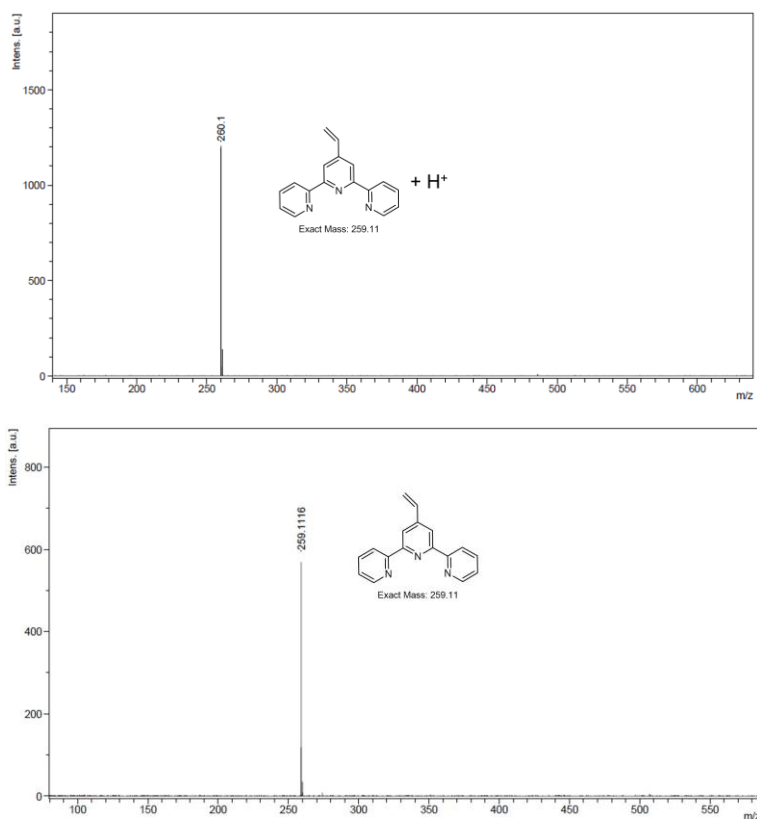 Intens. [a.u.]
1500
1000
500
0
260.1
N
N
N
+ H⁺
Exact Mass: 259.11
150 200 250 300 350 400 450 500 550 600
m/z
Intens. [a.u.]
800
600
400
200
0
259.1116
N
N
N
Exact Mass: 259.11
100 150 200 250 300 350 400 450 500 550
m/z